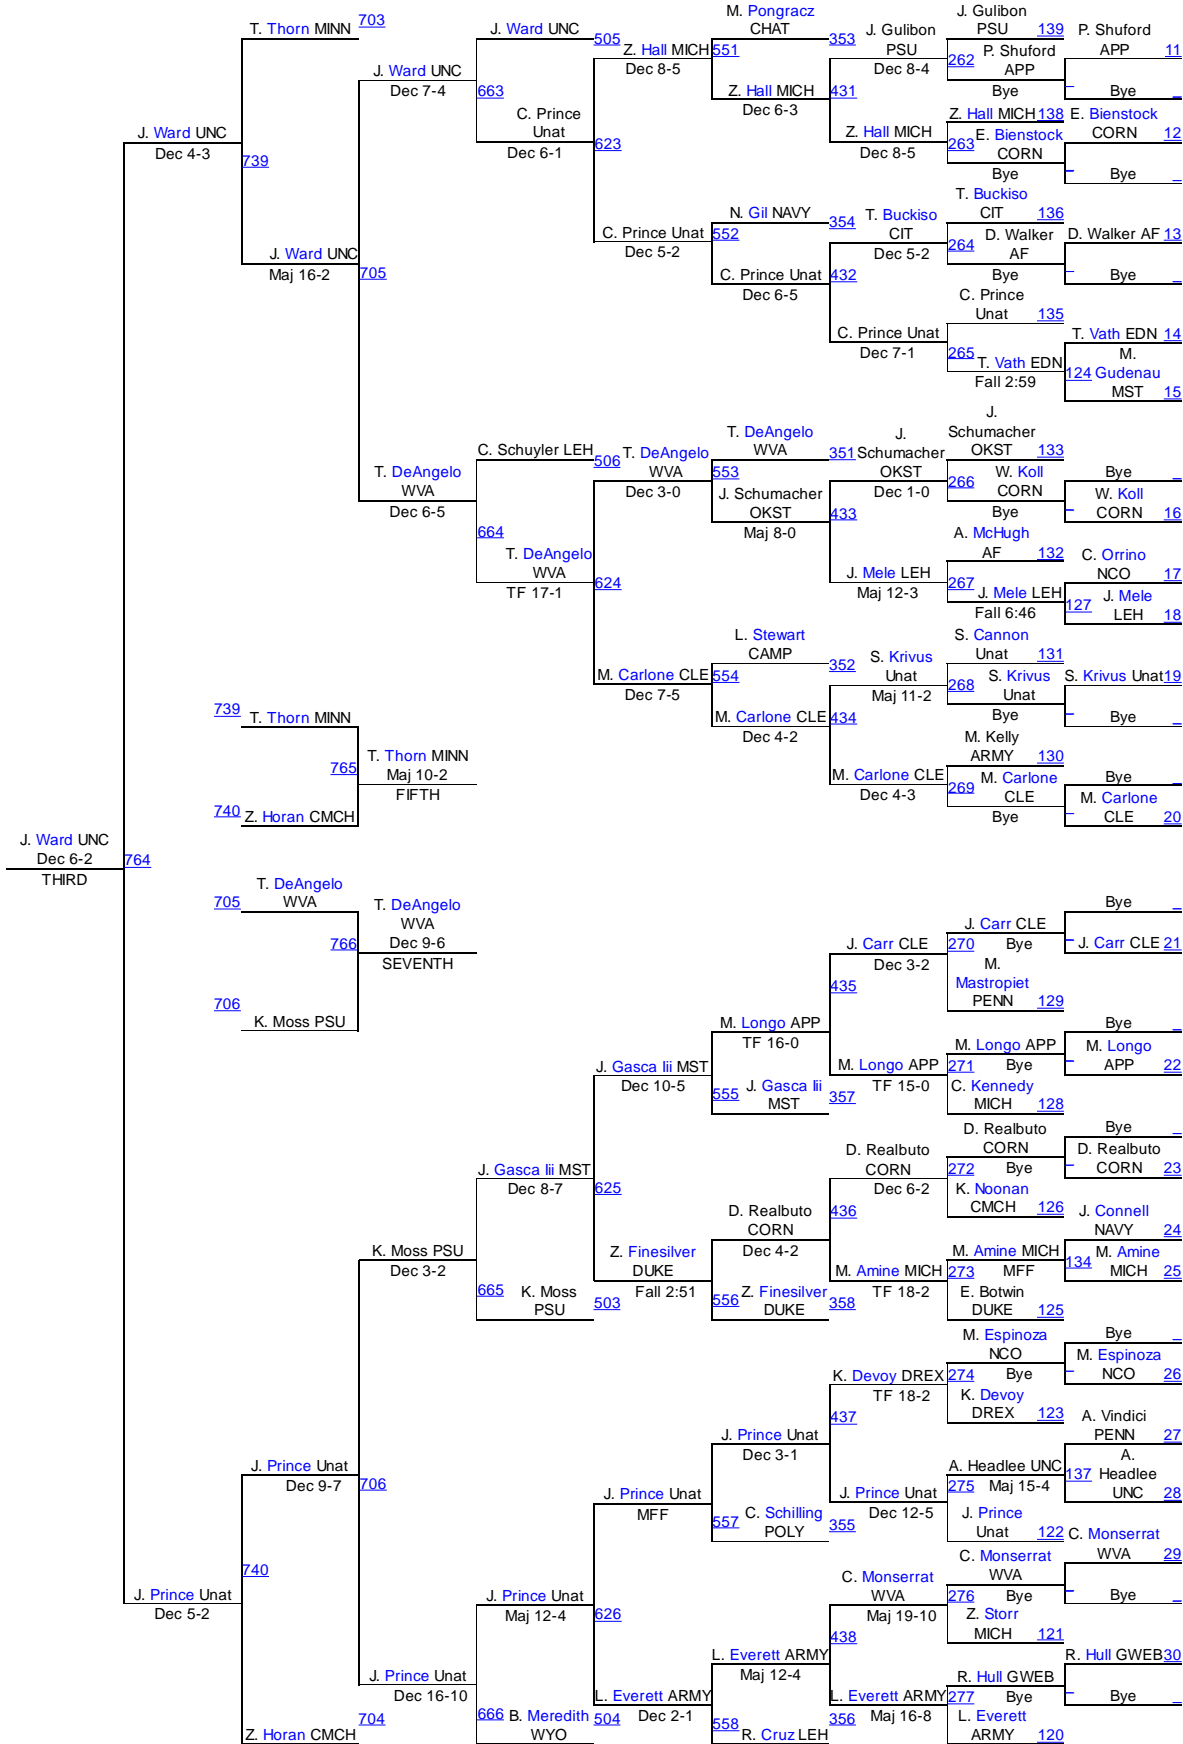 T. Thorn MINN 703
J. Ward UNC 505
M. Pongracz
CHAT 353
J. Gulibon
PSU 139
P. Shuford
APP 11
Z. Hall MICH 551
Dec 8-5
J. Gulibon
PSU 262
Dec 8-4
P. Shuford
APP
Bye
– Bye –
J. Ward UNC
Dec 7-4
663
Z. Hall MICH 431
Dec 6-3
Z. Hall MICH 138
E. Bienstock
CORN 12
C. Prince
Unat
Dec 6-1
623
Z. Hall MICH
Dec 8-5
263 E. Bienstock
CORN
Bye
– Bye –
J. Ward UNC
Dec 4-3
739
T. Buckiso
CIT 136
N. Gil NAVY 354
T. Buckiso
CIT
Dec 5-2
264 D. Walker
AF
Bye
D. Walker AF 13
– Bye –
C. Prince Unat 552
Dec 5-2
J. Ward UNC
Maj 16-2
705
C. Prince Unat 432
Dec 6-5
C. Prince
Unat 135
C. Prince Unat
Dec 7-1
265
T. Vath EDN
Fall 2:59
T. Vath EDN 14
124
M.
Gudenau
MST 15
C. Schuyler LEH 506
T. DeAngelo
WVA
Dec 3-0
553
T. DeAngelo
WVA 351
J.
Schumacher
OKST
Dec 1-0
J.
Schumacher
OKST 133
266 W. Koll
CORN
Bye
Bye
– W. Koll
CORN 16
T. DeAngelo
WVA
Dec 6-5
664
J. Schumacher
OKST
Maj 8-0
433
A. McHugh
AF 132
C. Orrino
NCO 17
T. DeAngelo
WVA
TF 17-1
624
J. Mele LEH
Maj 12-3
267
J. Mele LEH
Fall 6:46
127 J. Mele
LEH 18
L. Stewart
CAMP 352
S. Krivus
Unat
Maj 11-2
S. Cannon
Unat 131
268 S. Krivus
Unat
Bye
S. Krivus Unat 19
– Bye –
M. Carlone CLE 554
Dec 7-5
M. Carlone CLE 434
Dec 4-2
M. Kelly
ARMY 130
M. Carlone CLE
Dec 4-3
269 M. Carlone
CLE
Bye
Bye –
– M. Carlone
CLE 20
739 T. Thorn MINN
765
T. Thorn MINN
Maj 10-2
FIFTH
740 Z. Horan CMCH
J. Ward UNC
Dec 6-2
THIRD
764
705
T. DeAngelo
WVA
766
T. DeAngelo
WVA
Dec 9-6
SEVENTH
706
K. Moss PSU
Bye –
J. Carr CLE
– J. Carr CLE 21
J. Carr CLE
Dec 3-2
270 Bye
M.
Mastropiet
PENN 129
435
M. Longo APP
TF 16-0
Bye –
M. Longo APP
– M. Longo
APP 22
J. Gasca Iii MST
Dec 10-5
555 J. Gasca Iii
MST 357
M. Longo APP
TF 15-0
271 Bye
C. Kennedy
MICH 128
J. Gasca Iii MST
Dec 8-7
625
D. Realbuto
CORN
Dec 6-2
D. Realbuto
CORN
272 Bye
K. Noonan
CMCH 126
Bye –
– D. Realbuto
CORN 23
D. Realbuto
CORN
Dec 4-2
436
J. Connell
NAVY 24
K. Moss PSU
Dec 3-2
665 K. Moss
PSU 503
Z. Finesilver
DUKE
Fall 2:51
556 Z. Finesilver
DUKE 358
M. Amine MICH
TF 18-2
M. Amine MICH
273 MFF
E. Botwin
DUKE 125
134 M. Amine
MICH 25
M. Espinoza
NCO
Bye –
K. Devoy DREX
TF 18-2
274 Bye
K. Devoy
DREX 123
– M. Espinoza
NCO 26
437
J. Prince Unat
Dec 3-1
A. Vindici
PENN 27
J. Prince Unat
Dec 9-7
706
J. Prince Unat
MFF
557 C. Schilling
POLY 355
J. Prince Unat
Dec 12-5
A. Headlee UNC
275 Maj 15-4
J. Prince
Unat 122
137
A.
Headlee
UNC 28
740
J. Prince Unat
Dec 5-2
J. Prince Unat
Maj 12-4
626
C. Monserrat
WVA
Maj 19-10
C. Monserrat
WVA
276 Bye
Z. Storr
MICH 121
C. Monserrat
WVA 29
– Bye –
438
L. Everett ARMY
Maj 12-4
J. Prince Unat
Dec 16-10
R. Hull GWEB
R. Hull GWEB 30
– Bye –
Z. Horan CMCH 704
666 B. Meredith
WYO 504
L. Everett ARMY
Dec 2-1
558
R. Cruz LEH 356
L. Everett ARMY
Maj 16-8
277 Bye
L. Everett
ARMY 120